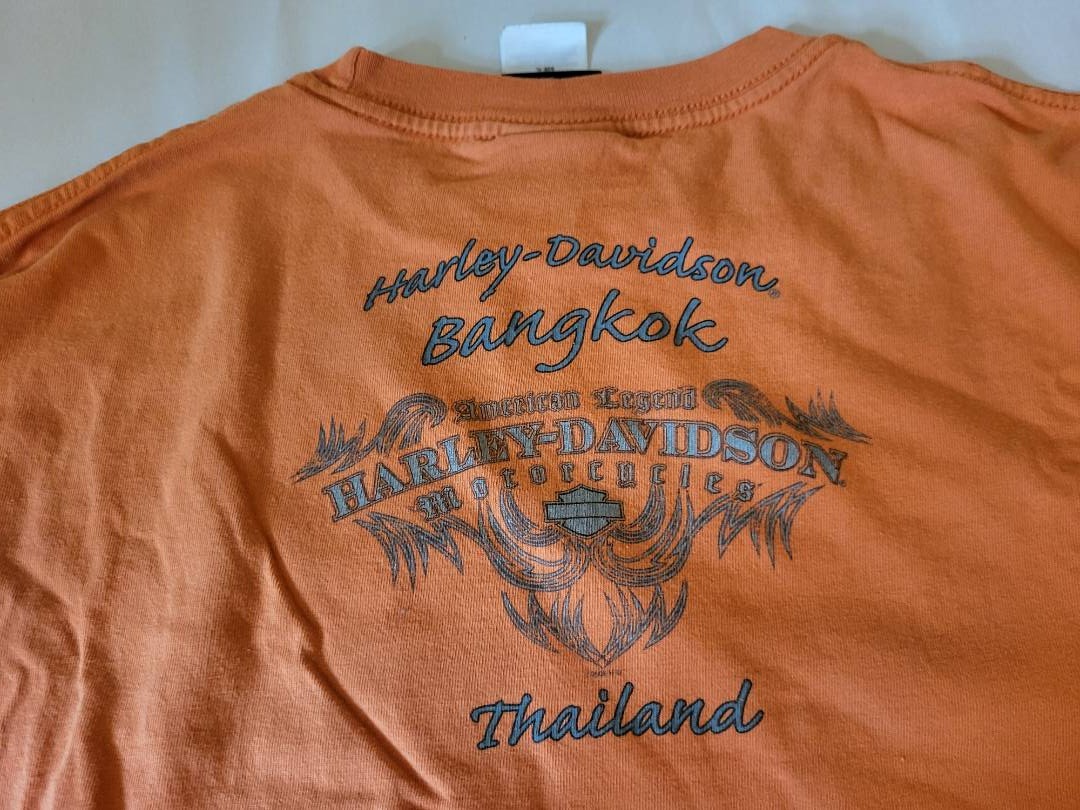 Harley-Davidson®
Bangkok
American Legend
HARLEY-DAVIDSON
Motorcycles
Thailand